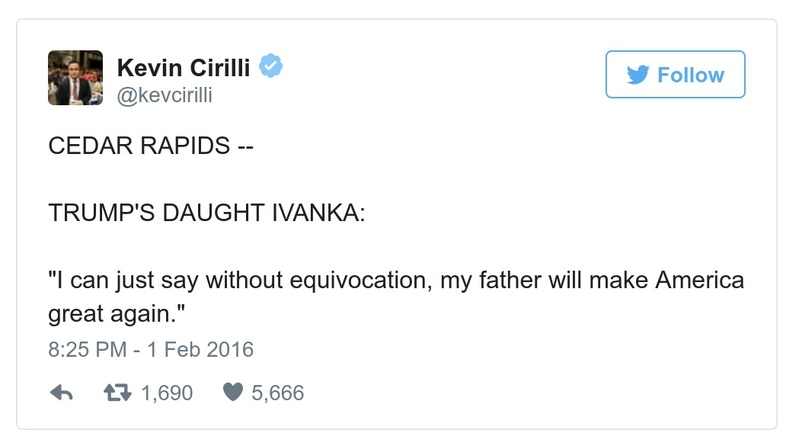 Kevin Cirilli
@kevcirilli
Follow
CEDAR RAPIDS --
TRUMP'S DAUGHT IVANKA:
"I can just say without equivocation, my father will make America
great again."
8:25 PM - 1 Feb 2016
1,690 5,666